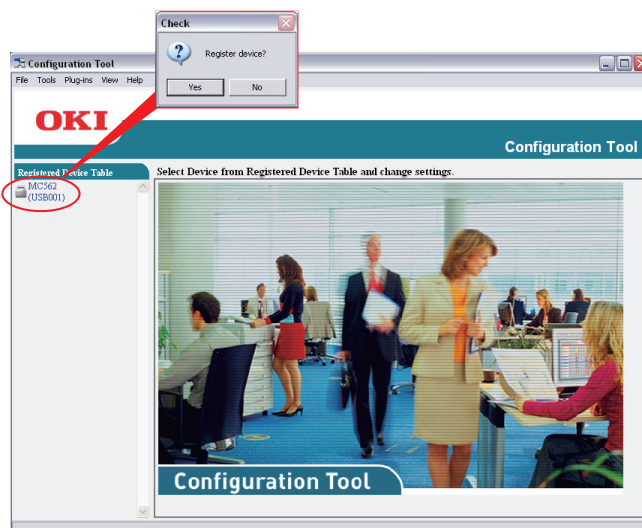 Check
Register device?
Yes
No
Configuration Tool
File Tools Plug-ins View Help
OKI
Configuration Tool
Registered Device Table
Select Device from Registered Device Table and change settings.
MC562
(USB001)
Configuration Tool